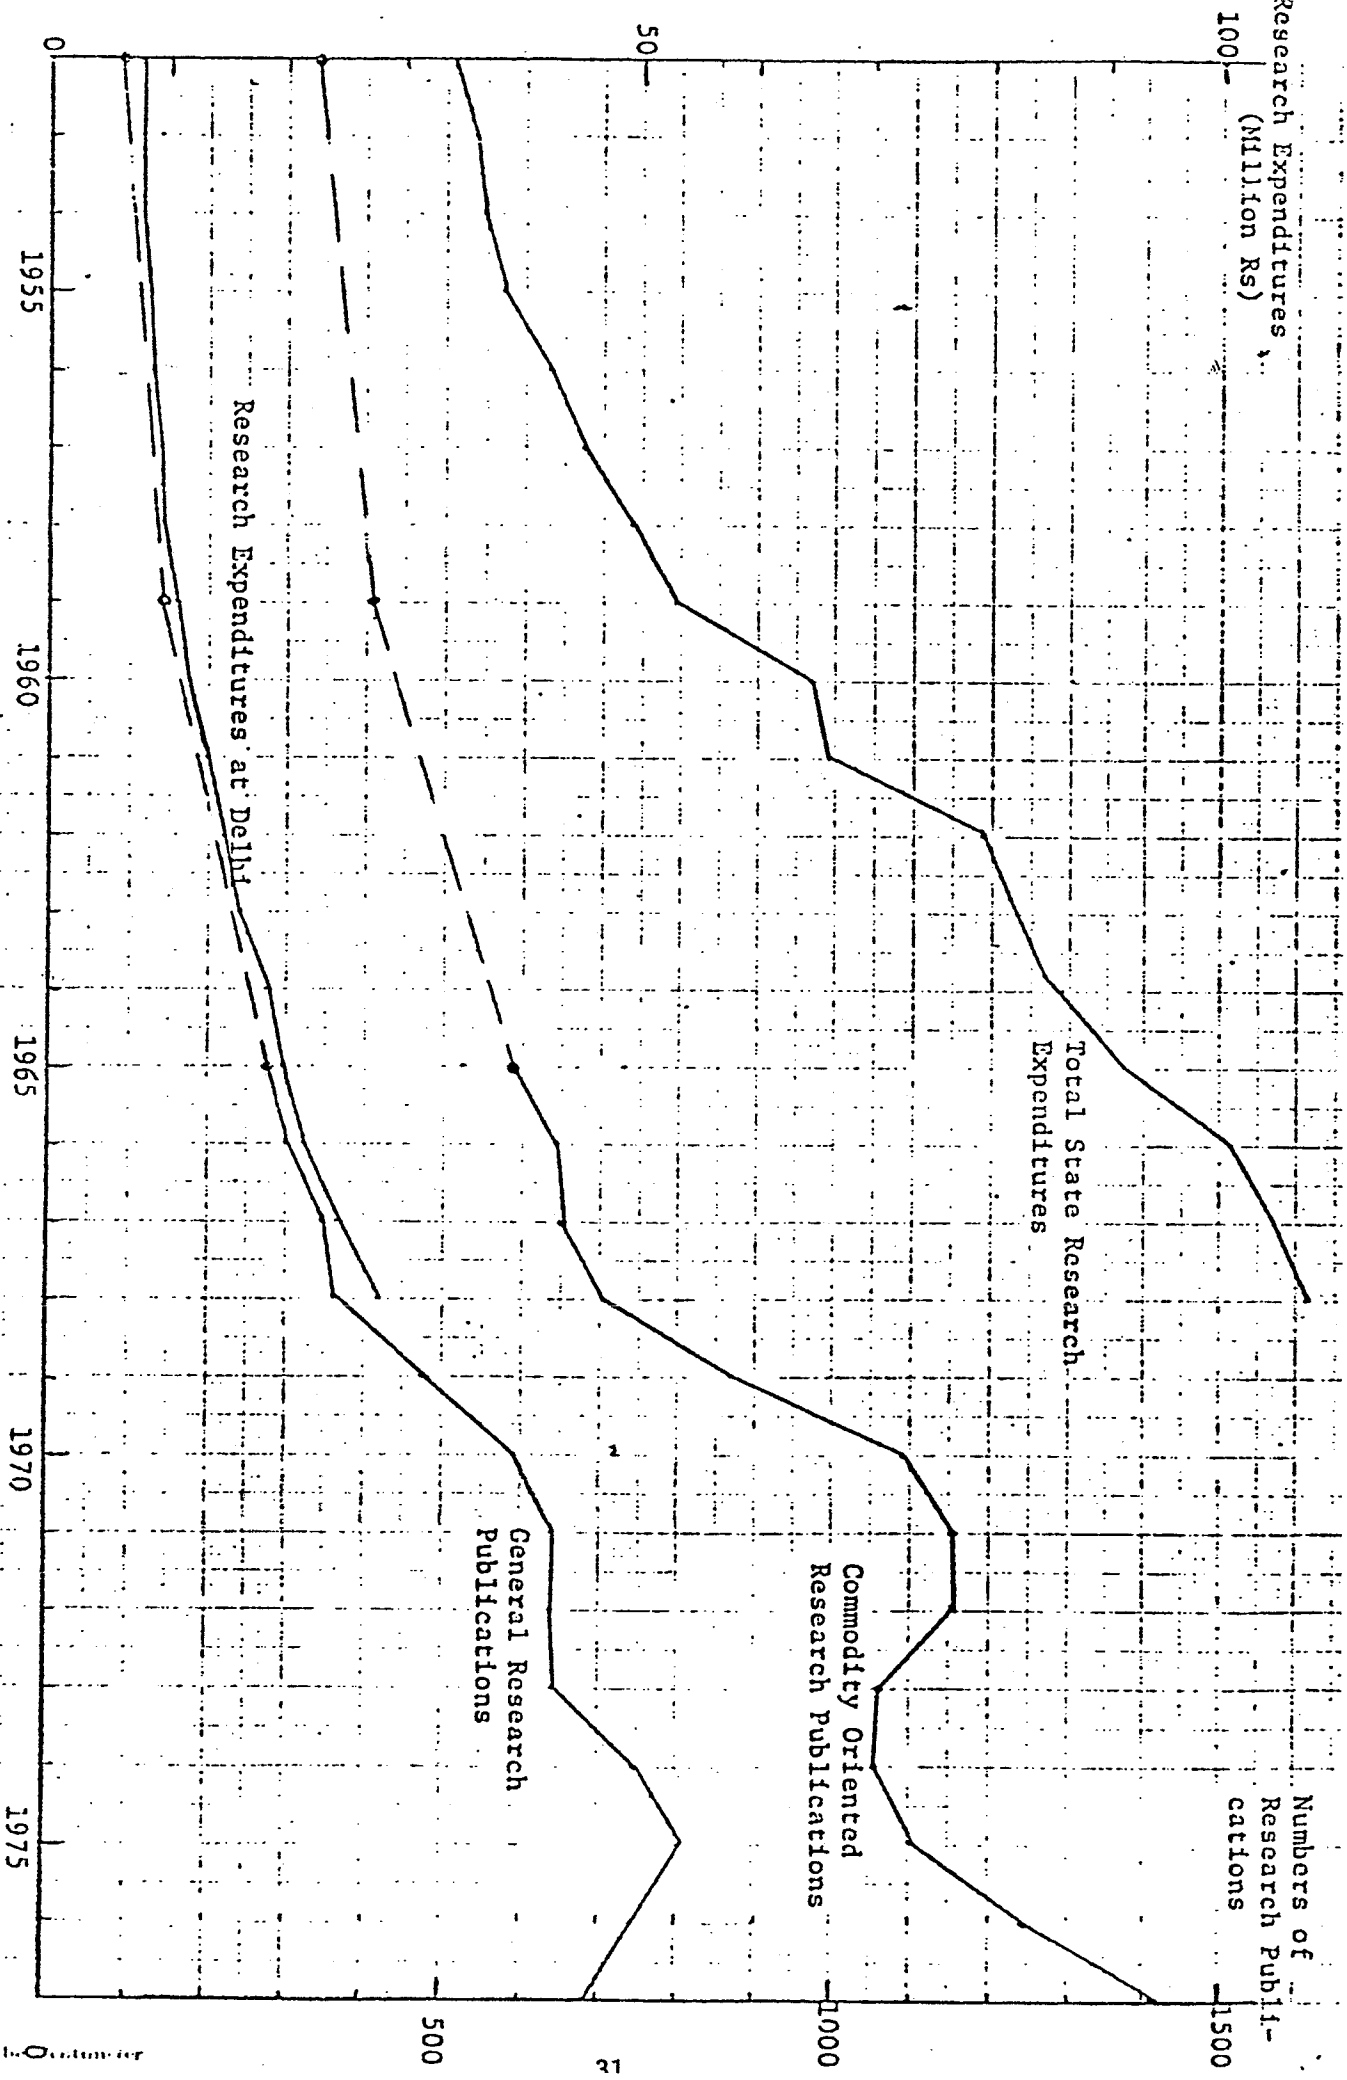 Research Expenditures
(Million Rs)
100
50
0
Numbers of
Research Publi-
cations
1500
1000
500
0
Total State Research
Expenditures
Commodity Oriented
Research Publications
General Research
Publications
Research Expenditures at Delhi
1955
1960
1965
1970
1975
31